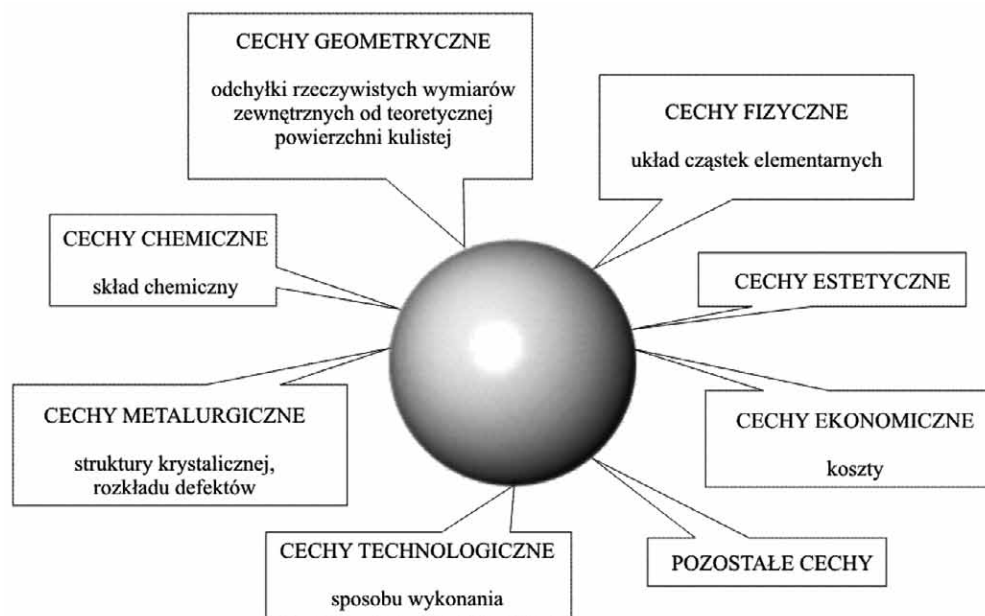 CECHY GEOMETRYCZNE
odchyłki rzeczywistych wymiarów
zewnętrznych od teoretycznej
powierzchni kulistej
CECHY FIZYCZNE
układ cząstek elementarnych
CECHY CHEMICZNE
skład chemiczny
CECHY ESTETYCZNE
CECHY METALURGICZNE
struktury krystalicznej,
rozkładu defektów
CECHY EKONOMICZNE
koszty
CECHY TECHNOLOGICZNE
sposobu wykonania
POZOSTAŁE CECHY